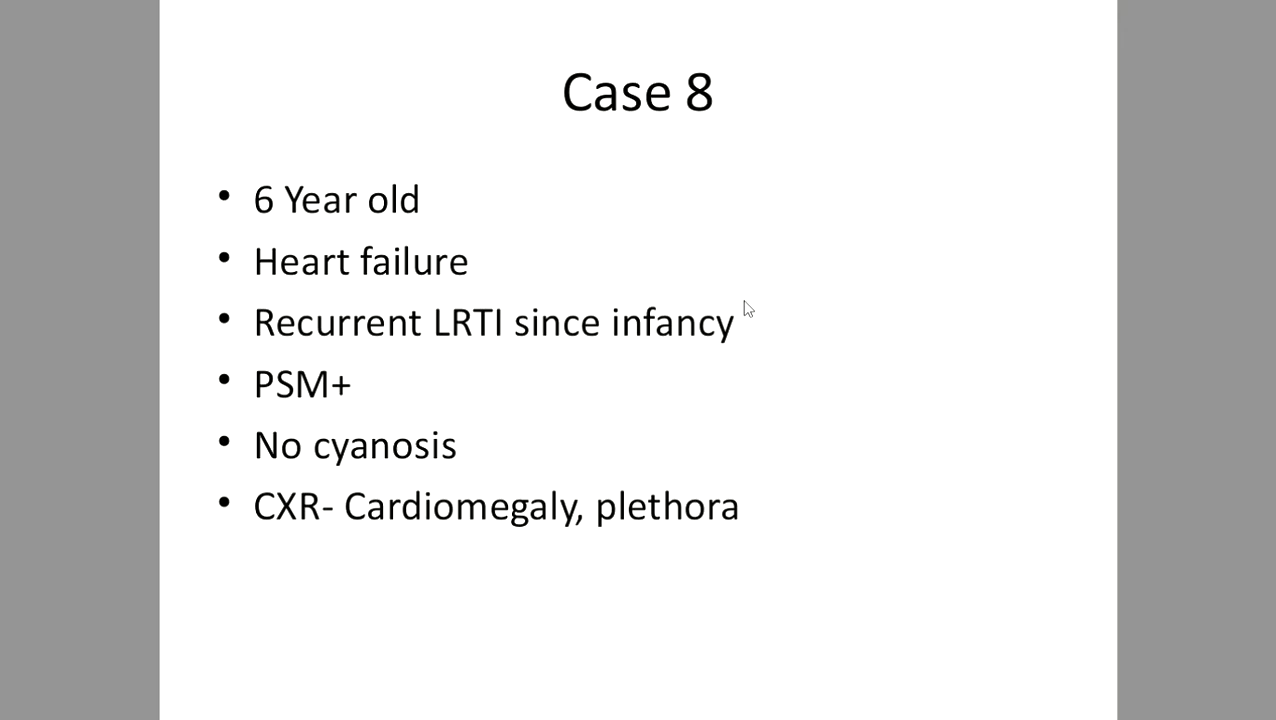 Case 8
• 6 Year old
• Heart failure
• Recurrent LRTI since infancy
• PSM+
• No cyanosis
• CXR- Cardiomegaly, plethora